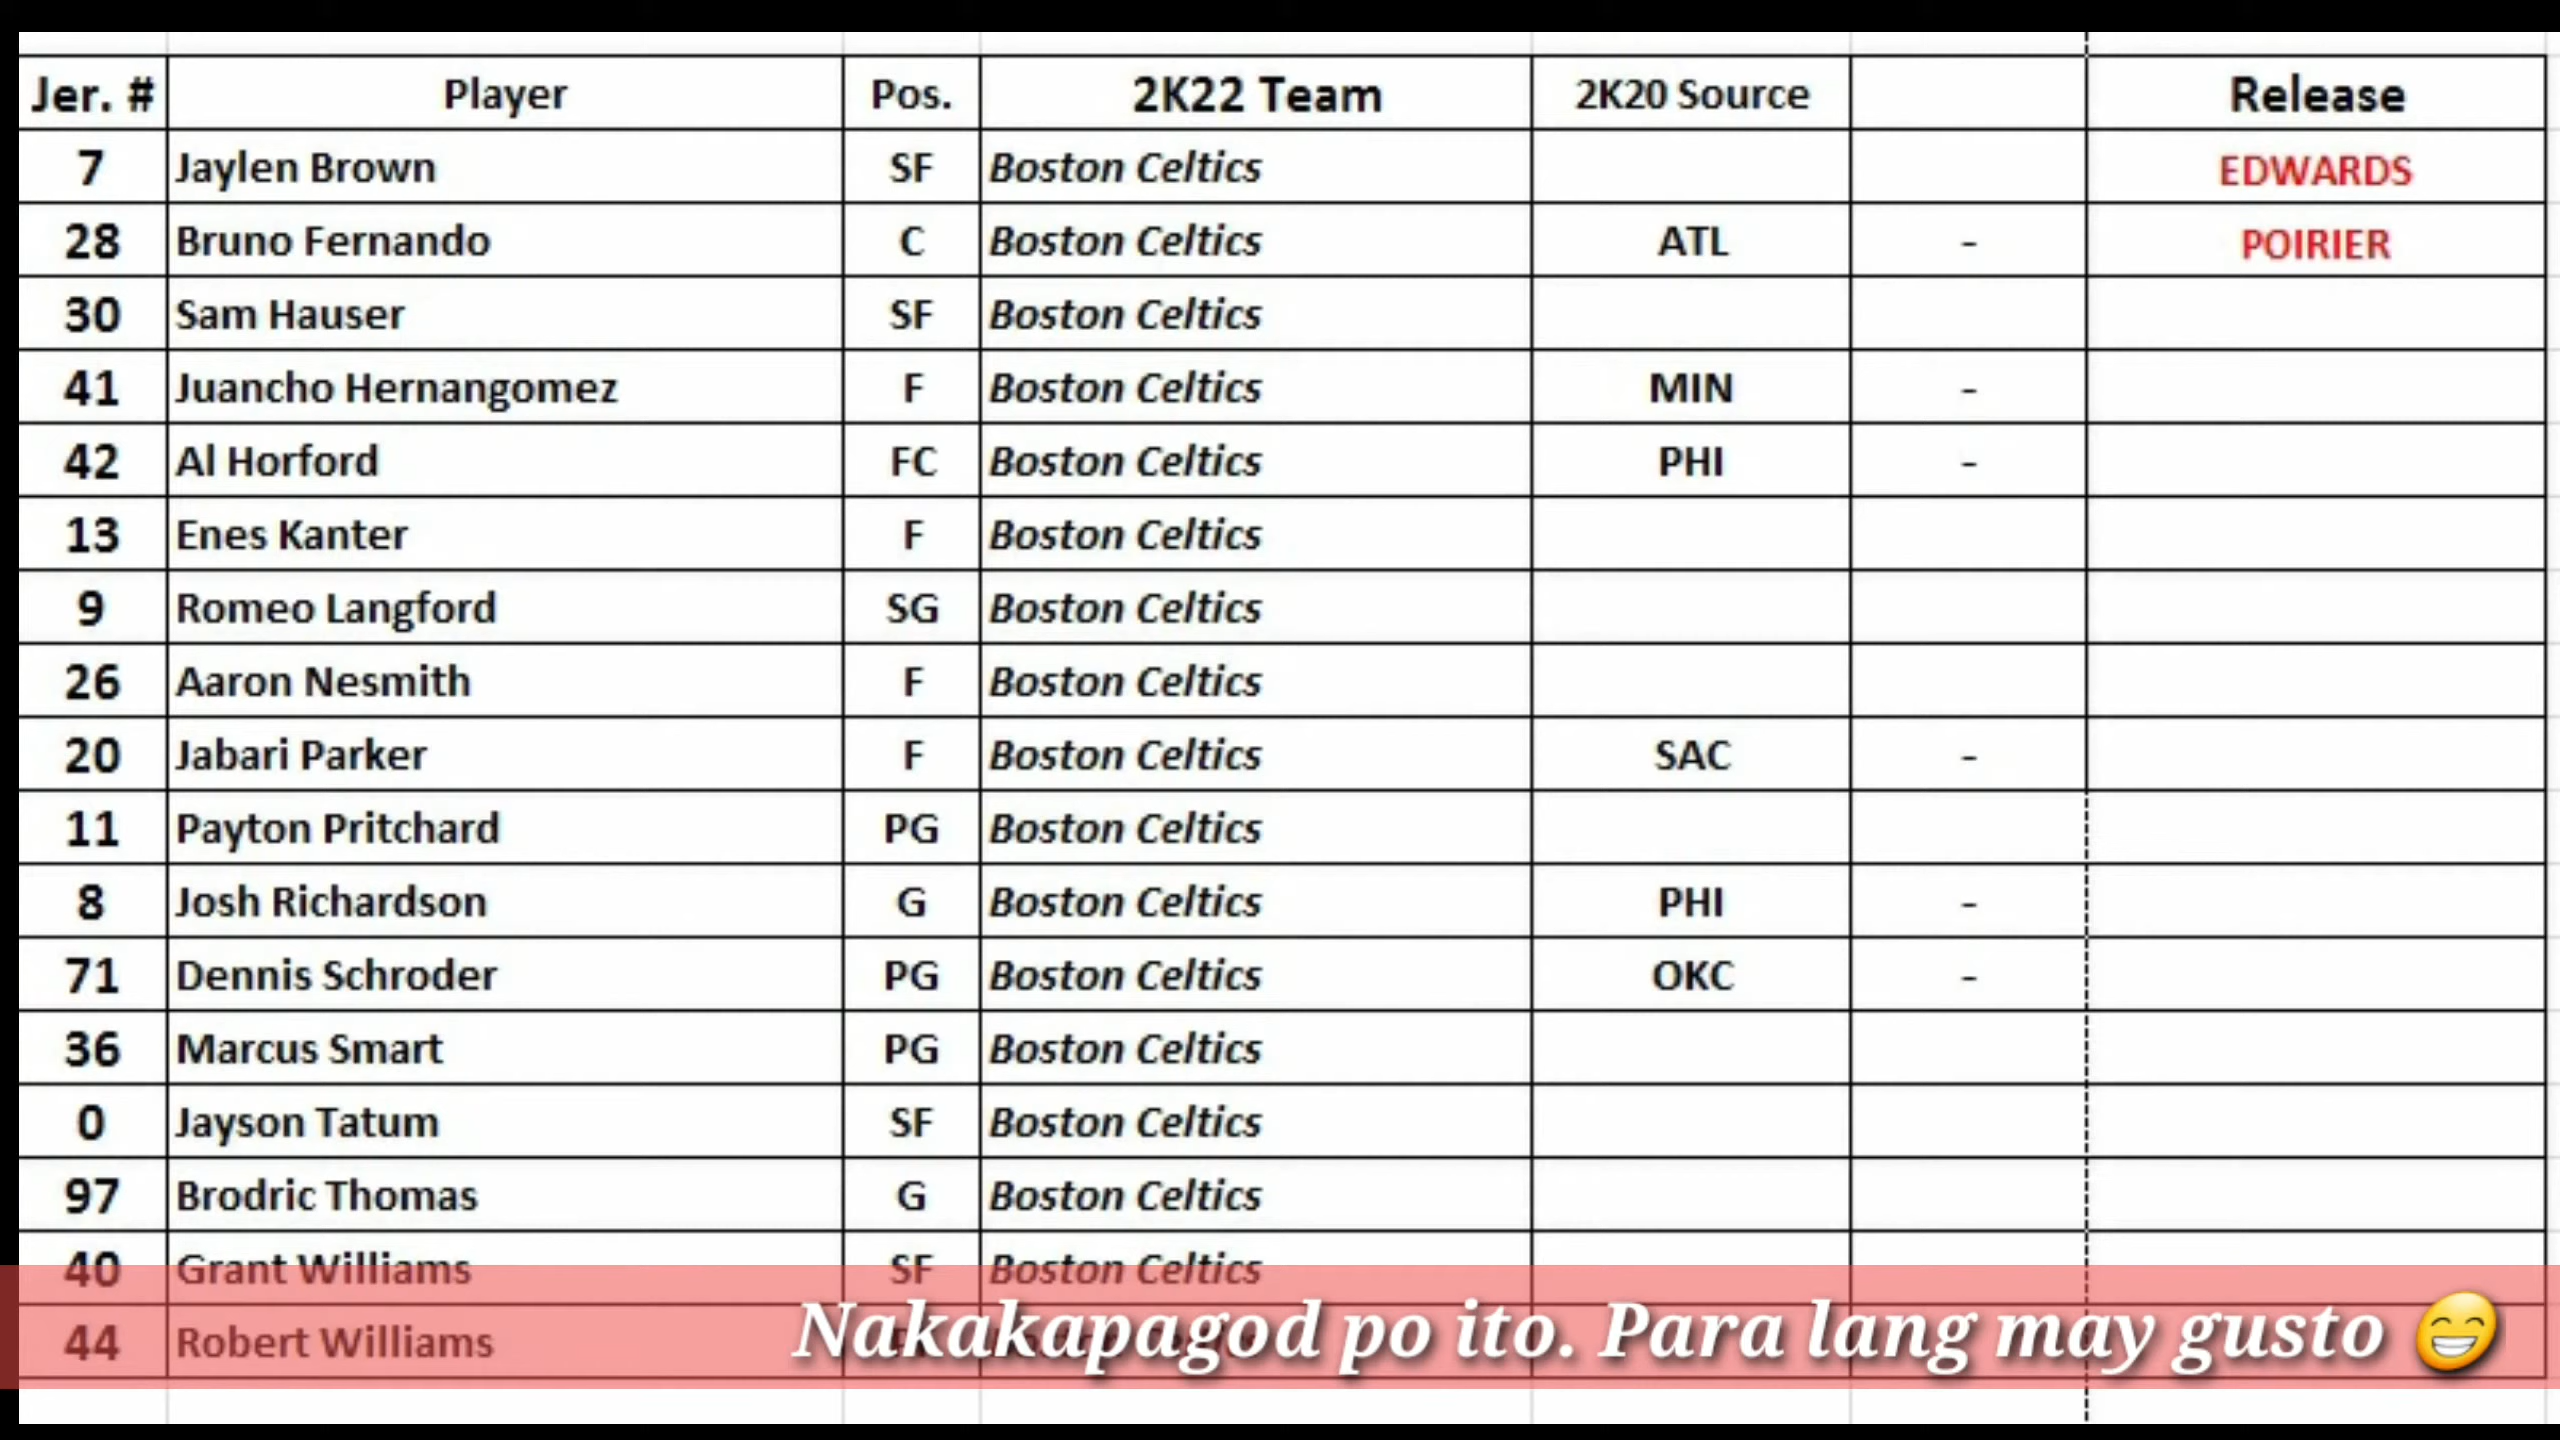 Jer. # Player Pos. 2K22 Team 2K20 Source Release
7 Jaylen Brown SF Boston Celtics EDWARDS
28 Bruno Fernando C Boston Celtics ATL - POIRIER
30 Sam Hauser SF Boston Celtics
41 Juancho Hernangomez F Boston Celtics MIN -
42 Al Horford FC Boston Celtics PHI -
13 Enes Kanter F Boston Celtics
9 Romeo Langford SG Boston Celtics
26 Aaron Nesmith F Boston Celtics
20 Jabari Parker F Boston Celtics SAC -
11 Payton Pritchard PG Boston Celtics
8 Josh Richardson G Boston Celtics PHI -
71 Dennis Schroder PG Boston Celtics OKC -
36 Marcus Smart PG Boston Celtics
0 Jayson Tatum SF Boston Celtics
97 Brodric Thomas G Boston Celtics
40 Grant Williams SF Boston Celtics
44 Robert Williams
Nakakapagod po ito. Para lang may gusto 😁